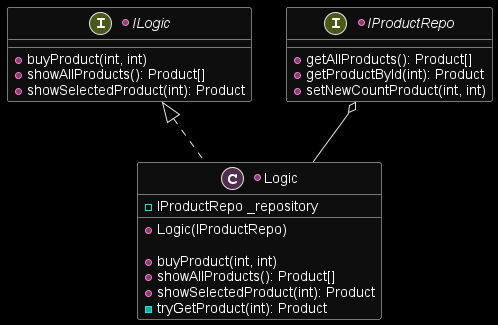 I ILogic
buyProduct(int, int)
showAllProducts(): Product[]
showSelectedProduct(int): Product
I IProductRepo
getAllProducts(): Product[]
getProductById(int): Product
setNewCountProduct(int, int)
C Logic
IProductRepo _repository
Logic(IProductRepo)
buyProduct(int, int)
showAllProducts(): Product[]
showSelectedProduct(int): Product
tryGetProduct(int): Product